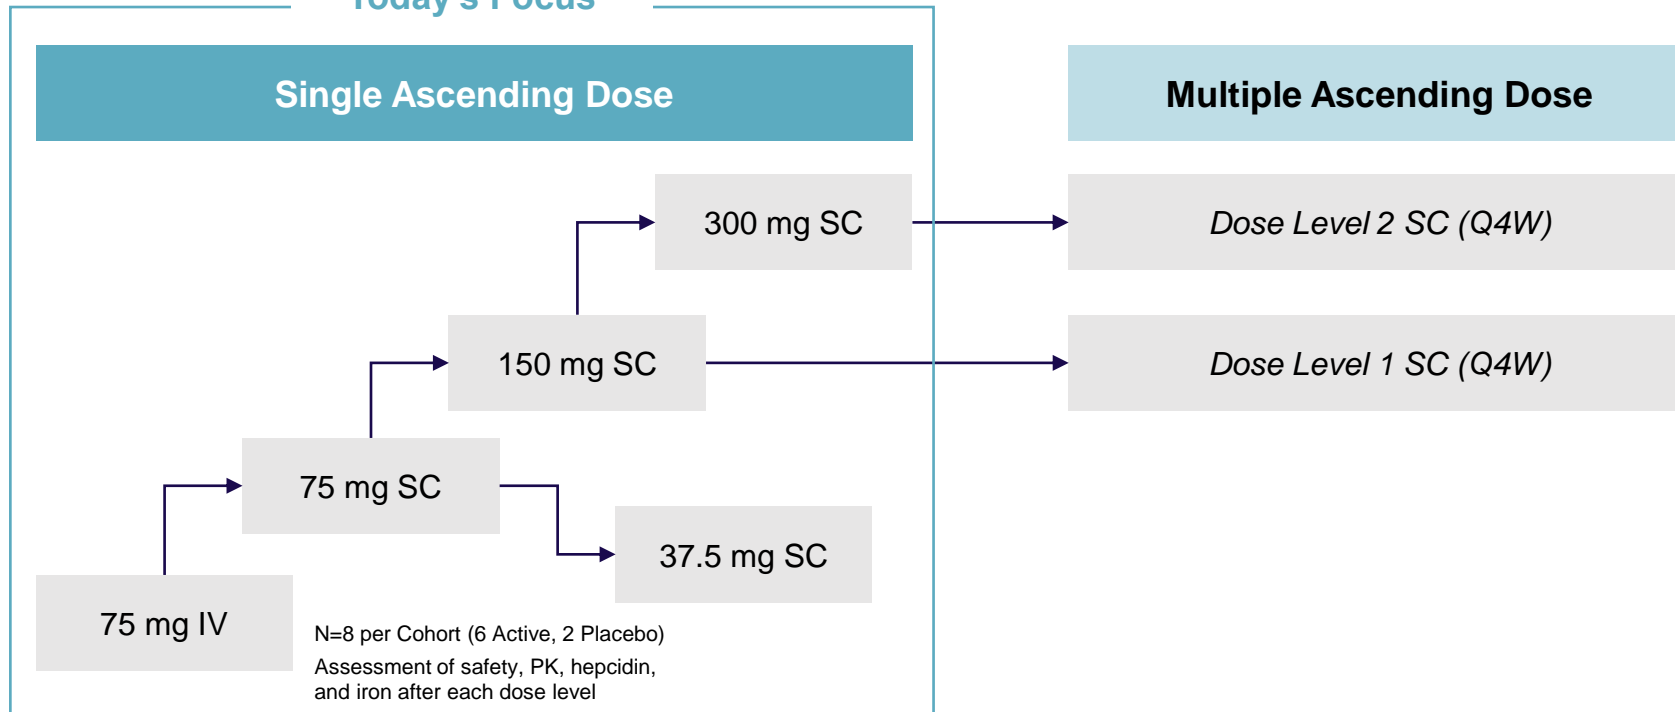 Today's Focus
Single Ascending Dose
Multiple Ascending Dose
300 mg SC
Dose Level 2 SC (Q4W)
150 mg SC
Dose Level 1 SC (Q4W)
75 mg SC
37.5 mg SC
75 mg IV
N=8 per Cohort (6 Active, 2 Placebo)
Assessment of safety, PK, hepcidin,
and iron after each dose level